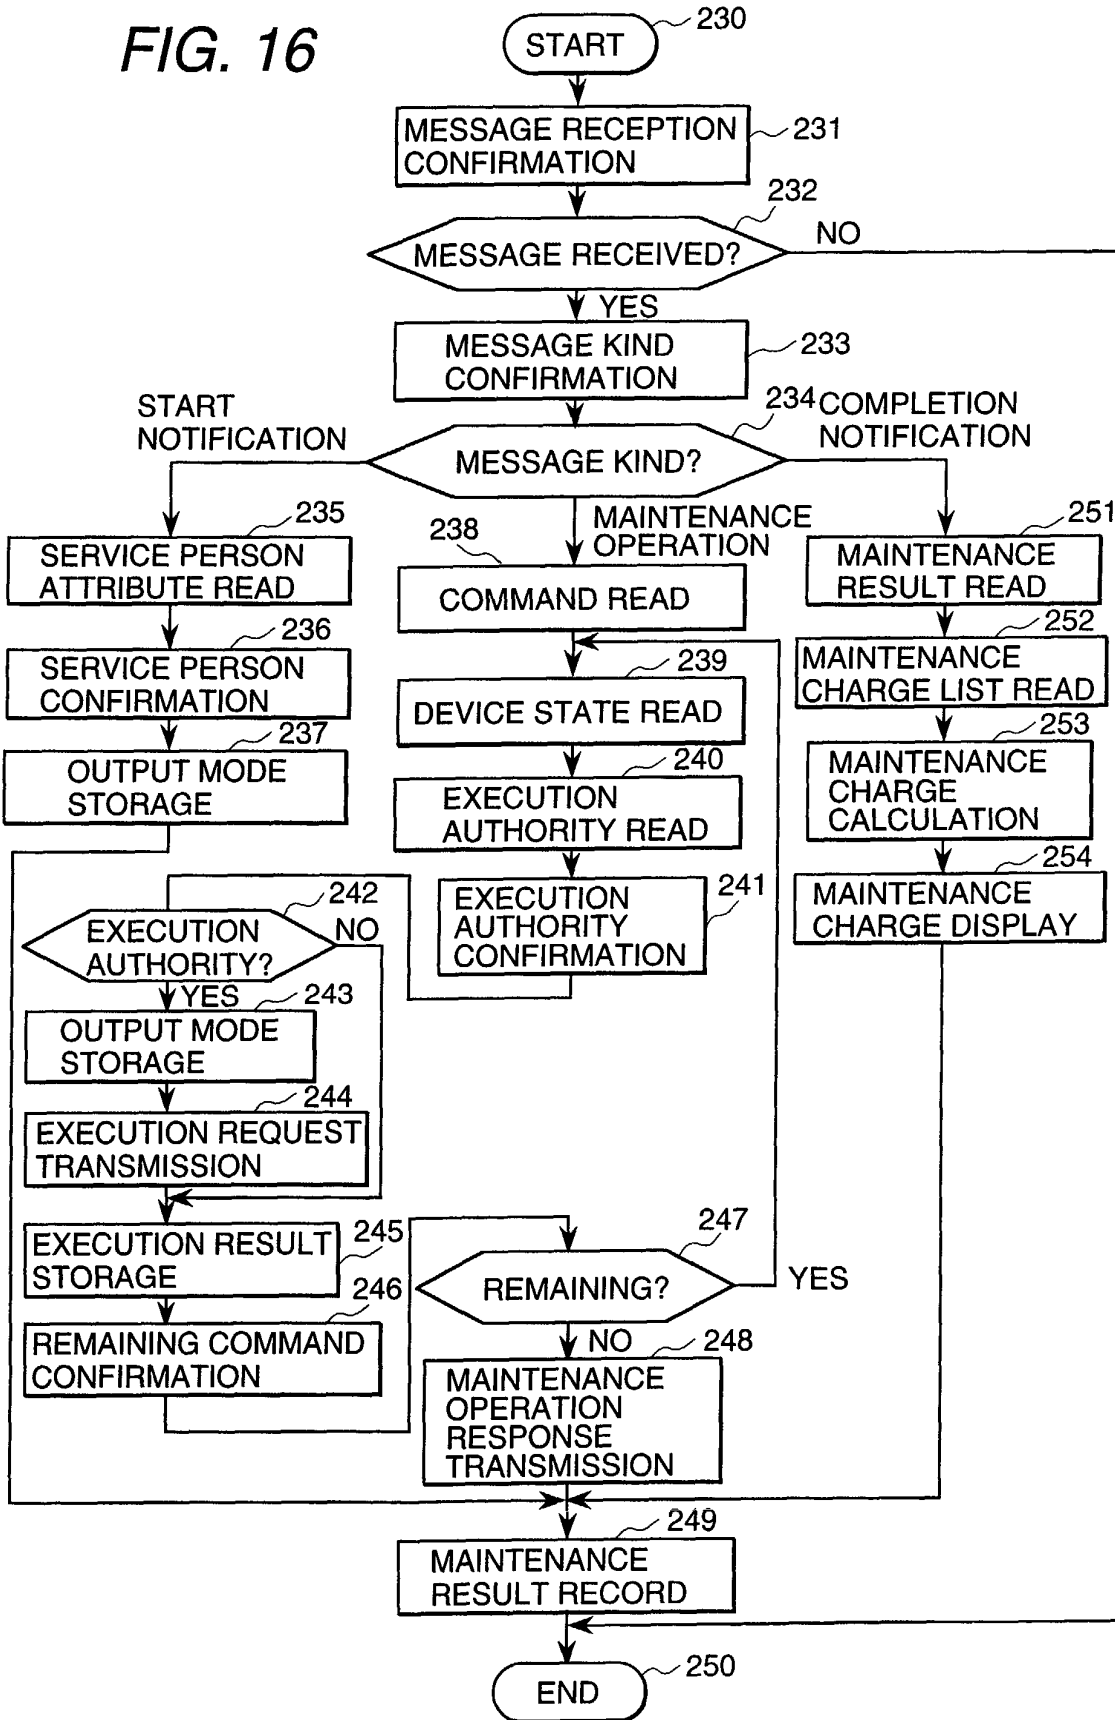 FIG. 16
START
230
MESSAGE RECEPTION
CONFIRMATION
231
MESSAGE RECEIVED?
232
NO
YES
MESSAGE KIND
CONFIRMATION
233
MESSAGE KIND?
234
START
NOTIFICATION
COMPLETION
NOTIFICATION
MAINTENANCE
OPERATION
235
SERVICE PERSON
ATTRIBUTE READ
236
SERVICE PERSON
CONFIRMATION
237
OUTPUT MODE
STORAGE
238
COMMAND READ
239
DEVICE STATE READ
240
EXECUTION
AUTHORITY READ
241
EXECUTION
AUTHORITY
CONFIRMATION
251
MAINTENANCE
RESULT READ
252
MAINTENANCE
CHARGE LIST READ
253
MAINTENANCE
CHARGE
CALCULATION
254
MAINTENANCE
CHARGE DISPLAY
242
EXECUTION
AUTHORITY?
NO
YES
243
OUTPUT MODE
STORAGE
244
EXECUTION REQUEST
TRANSMISSION
245
EXECUTION RESULT
STORAGE
246
REMAINING COMMAND
CONFIRMATION
247
REMAINING?
YES
NO
248
MAINTENANCE
OPERATION
RESPONSE
TRANSMISSION
249
MAINTENANCE
RESULT RECORD
250
END